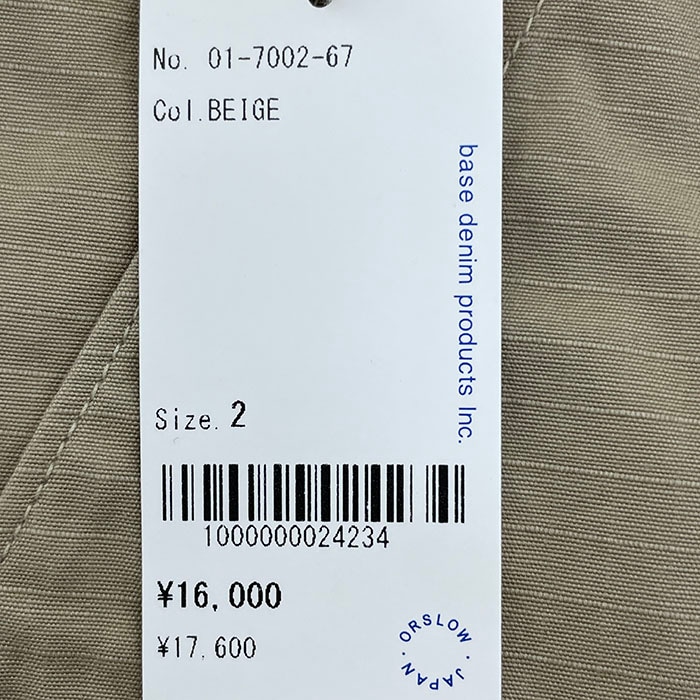 No. 01-7002-67
Col.BEIGE
base denim products Inc.
Size. 2
1000000024234
¥16,000
¥17,600
ORSLOW · JAPAN ·